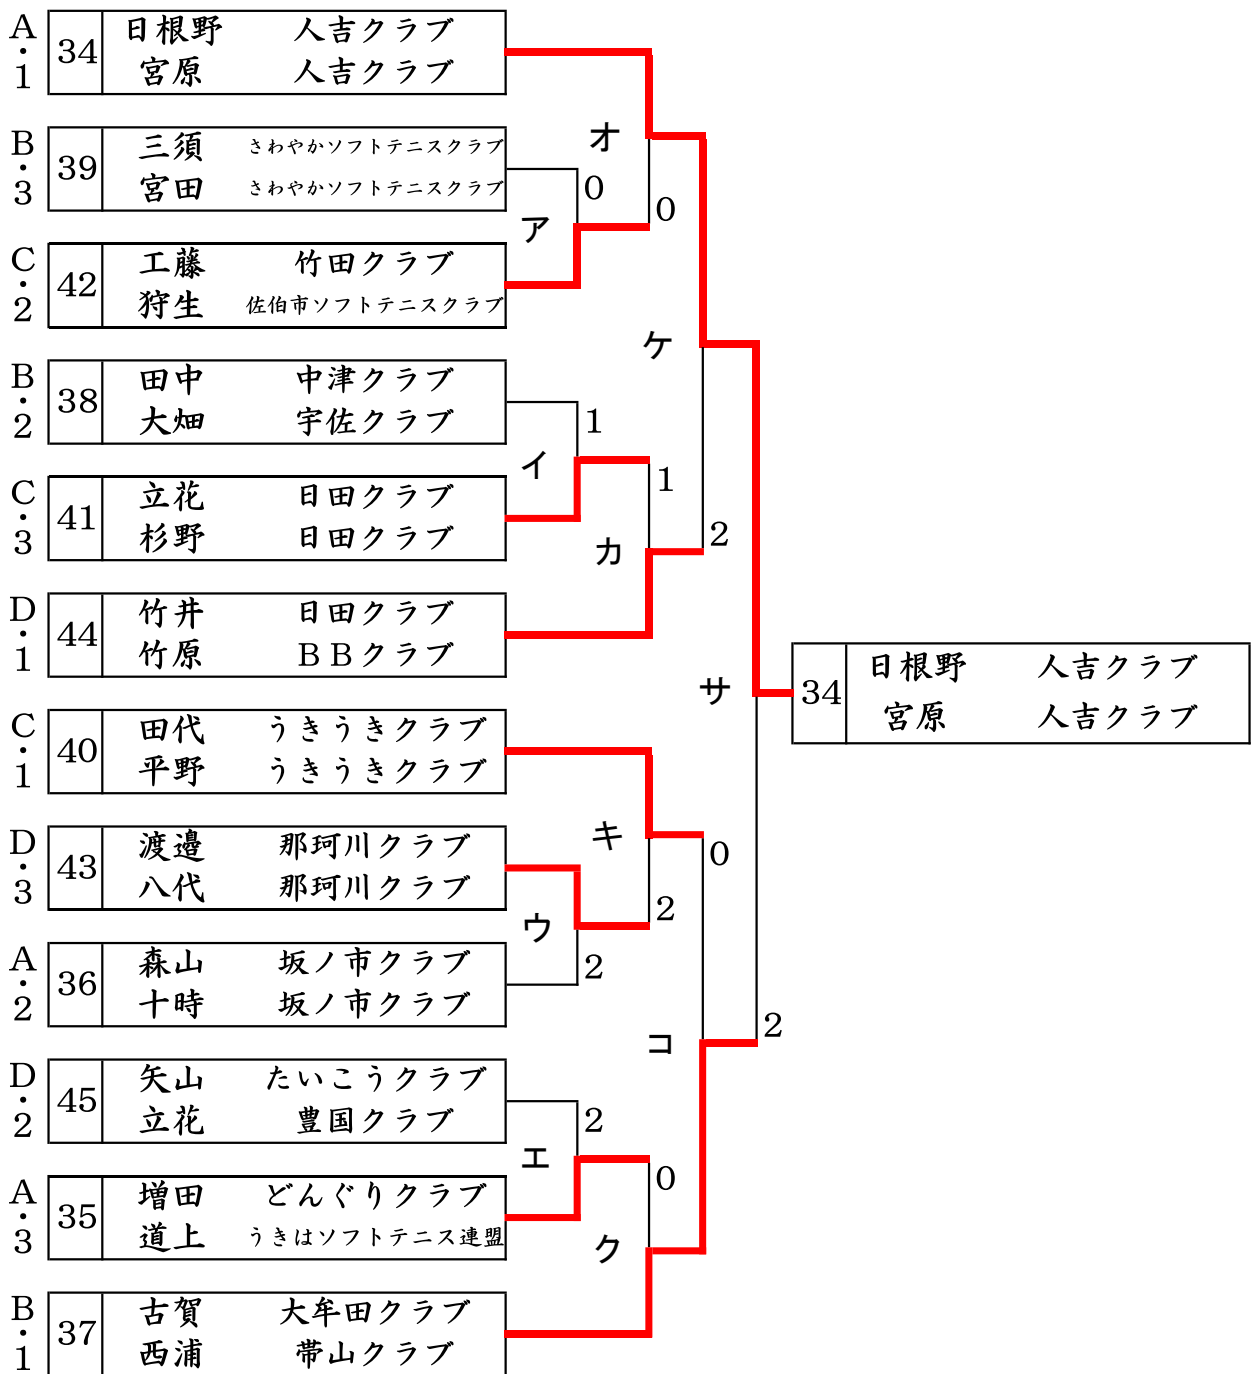 A・1 34 日根野 人吉クラブ
宮原 人吉クラブ
オ
B・3 39 三須 さわやかソフトテニスクラブ
宮田 さわやかソフトテニスクラブ
0
0
ア
C・2 42 工藤 竹田クラブ
狩生 佐伯市ソフトテニスクラブ
ケ
B・2 38 田中 中津クラブ
大畑 宇佐クラブ
1
イ
1
C・3 41 立花 日田クラブ
杉野 日田クラブ
2
カ
D・1 44 竹井 日田クラブ
竹原 BBクラブ
サ
34 日根野 人吉クラブ
宮原 人吉クラブ
C・1 40 田代 うきうきクラブ
平野 うきうきクラブ
キ
0
D・3 43 渡邉 那珂川クラブ
八代 那珂川クラブ
2
ウ
2
A・2 36 森山 坂ノ市クラブ
十時 坂ノ市クラブ
2
コ
D・2 45 矢山 たいこうクラブ
立花 豊国クラブ
2
エ
0
A・3 35 増田 どんぐりクラブ
道上 うきはソフトテニス連盟
ク
B・1 37 古賀 大牟田クラブ
西浦 帯山クラブ